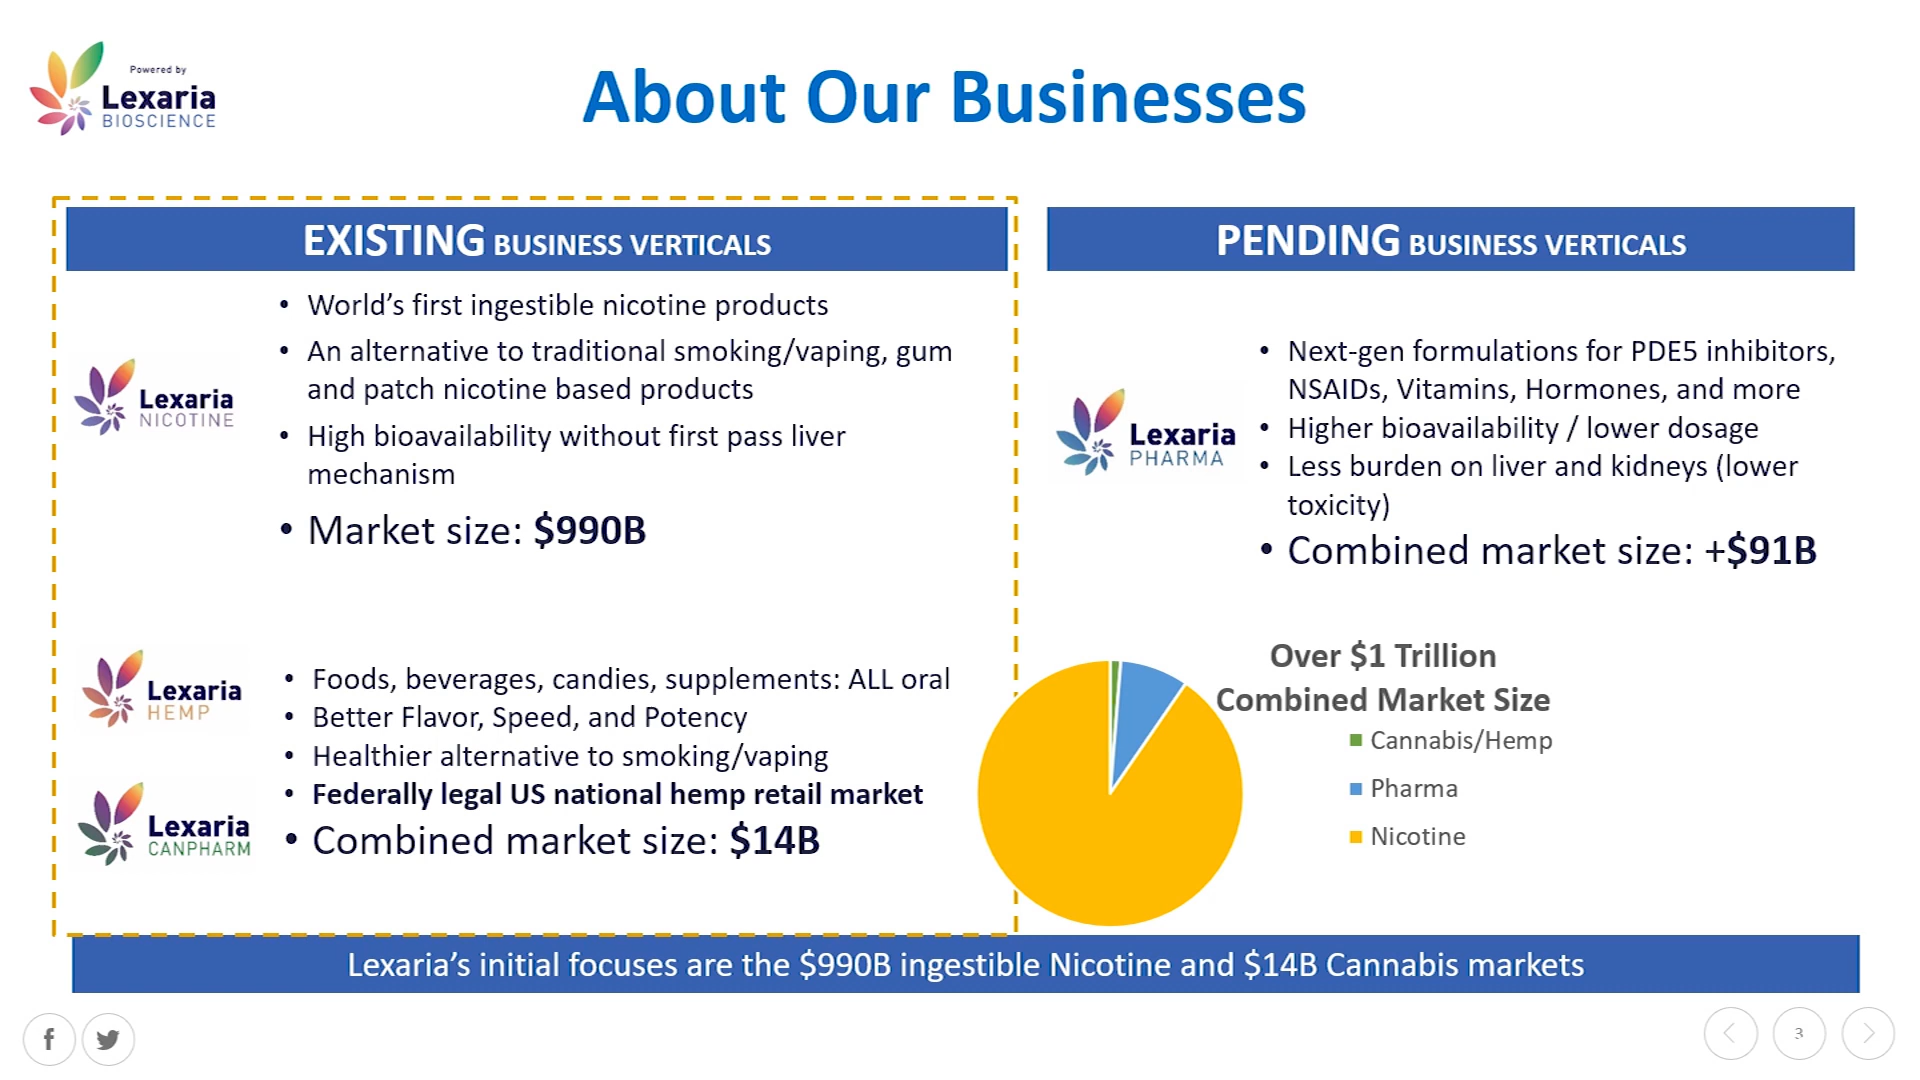 Powered by
Lexaria
BIOSCIENCE
About Our Businesses
EXISTING BUSINESS VERTICALS
Lexaria
NICOTINE
• World's first ingestible nicotine products
• An alternative to traditional smoking/vaping, gum
and patch nicotine based products
• High bioavailability without first pass liver
mechanism
• Market size: $990B
Lexaria
HEMP
Lexaria
CANPHARM
• Foods, beverages, candies, supplements: ALL oral
• Better Flavor, Speed, and Potency
• Healthier alternative to smoking/vaping
• Federally legal US national hemp retail market
• Combined market size: $14B
PENDING BUSINESS VERTICALS
Lexaria
PHARMA
• Next-gen formulations for PDE5 inhibitors,
NSAIDs, Vitamins, Hormones, and more
• Higher bioavailability / lower dosage
• Less burden on liver and kidneys (lower
toxicity)
• Combined market size: +$91B
Over $1 Trillion
Combined Market Size
Cannabis/Hemp
Pharma
Nicotine
Lexaria's initial focuses are the $990B ingestible Nicotine and $14B Cannabis markets
3